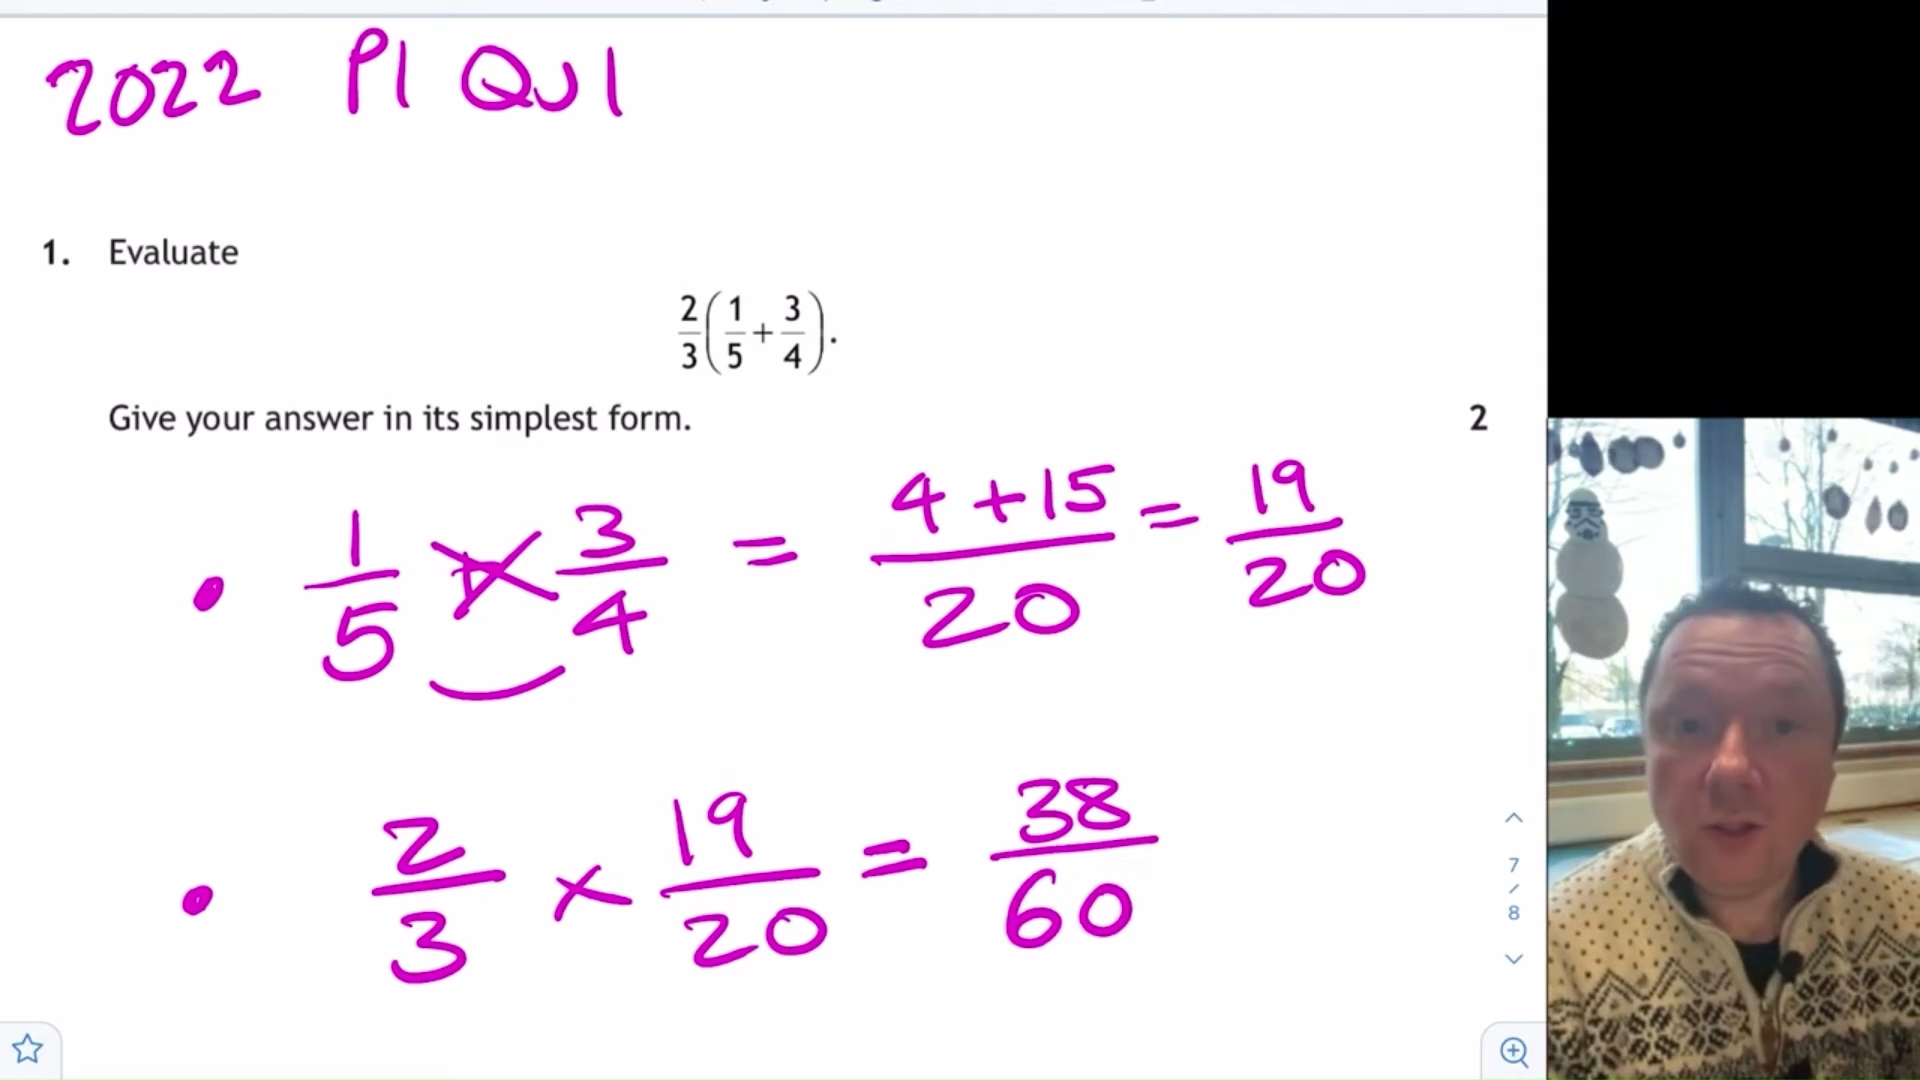 2022 P1 QU1
1. Evaluate
2/3(1/5 + 3/4).
Give your answer in its simplest form. 2
• 1/5 × 3/4 = 4 + 15/20 = 19/20
• 2/3 × 19/20 = 38/60
7
/
8